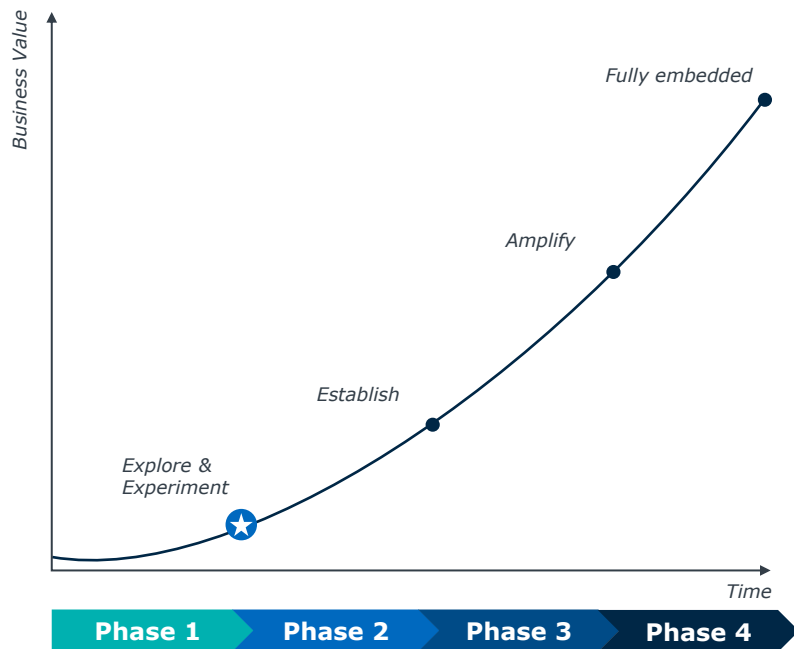 Business Value
Fully embedded
Amplify
Establish
Explore &
Experiment
Time
Phase 1
Phase 2
Phase 3
Phase 4